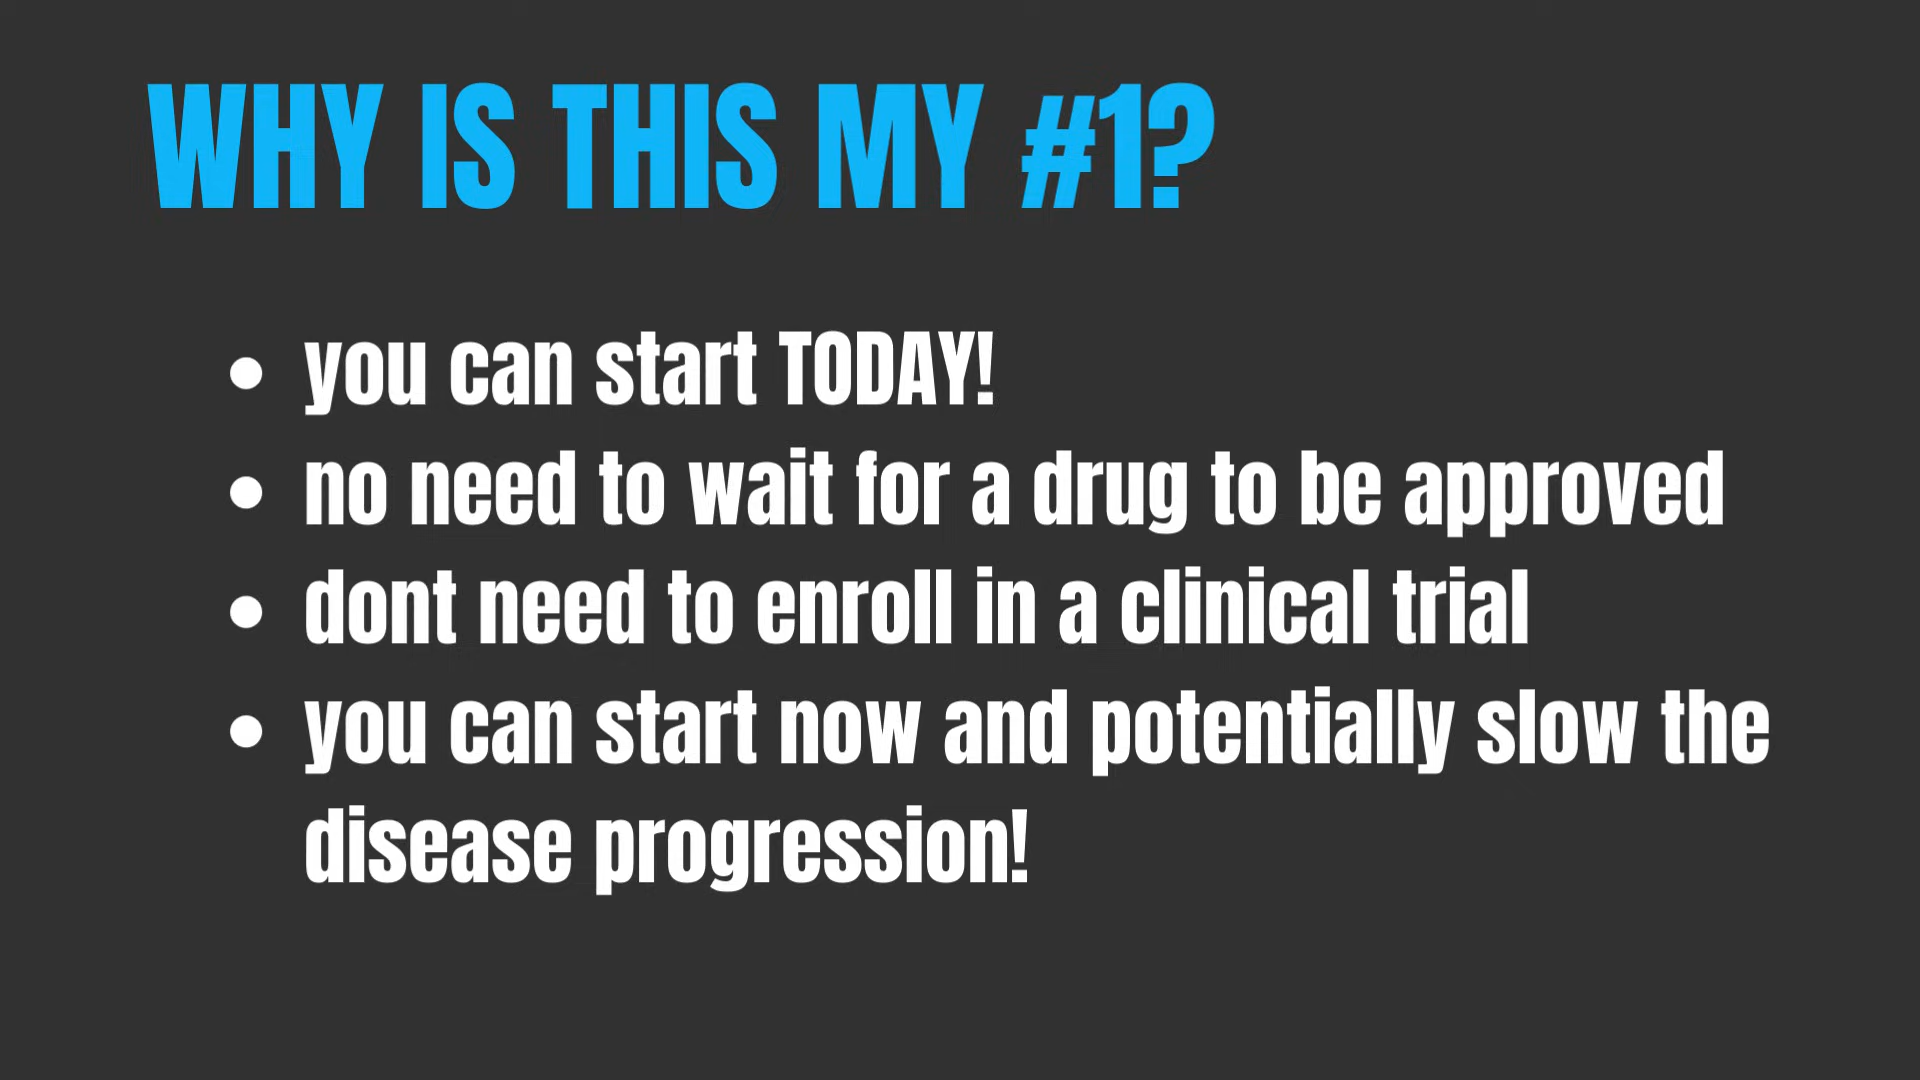 WHY IS THIS MY #1?
• you can start TODAY!
• no need to wait for a drug to be approved
• dont need to enroll in a clinical trial
• you can start now and potentially slow the
disease progression!